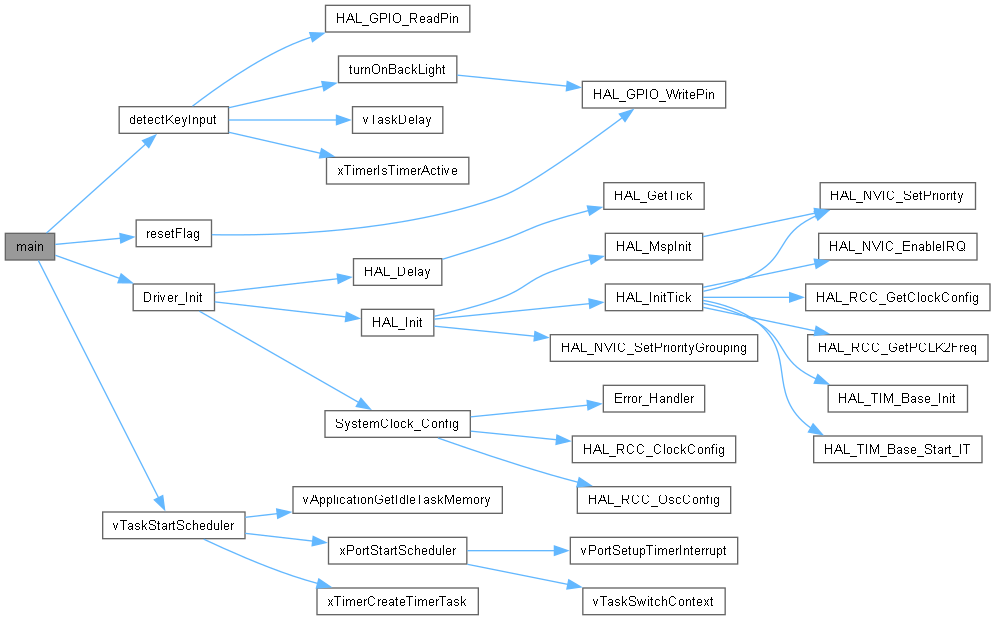 HAL_GPIO_ReadPin
turnOnBackLight
HAL_GPIO_WritePin
detectKeyInput
vTaskDelay
xTimerIsTimerActive
HAL_GetTick
HAL_NVIC_SetPriority
main
resetFlag
HAL_MspInit
HAL_NVIC_EnableIRQ
HAL_Delay
Driver_Init
HAL_InitTick
HAL_RCC_GetClockConfig
HAL_Init
HAL_NVIC_SetPriorityGrouping
HAL_RCC_GetPCLK2Freq
Error_Handler
HAL_TIM_Base_Init
SystemClock_Config
HAL_RCC_ClockConfig
HAL_TIM_Base_Start_IT
HAL_RCC_OscConfig
vApplicationGetIdleTaskMemory
vTaskStartScheduler
xPortStartScheduler
vPortSetupTimerInterrupt
xTimerCreateTimerTask
vTaskSwitchContext